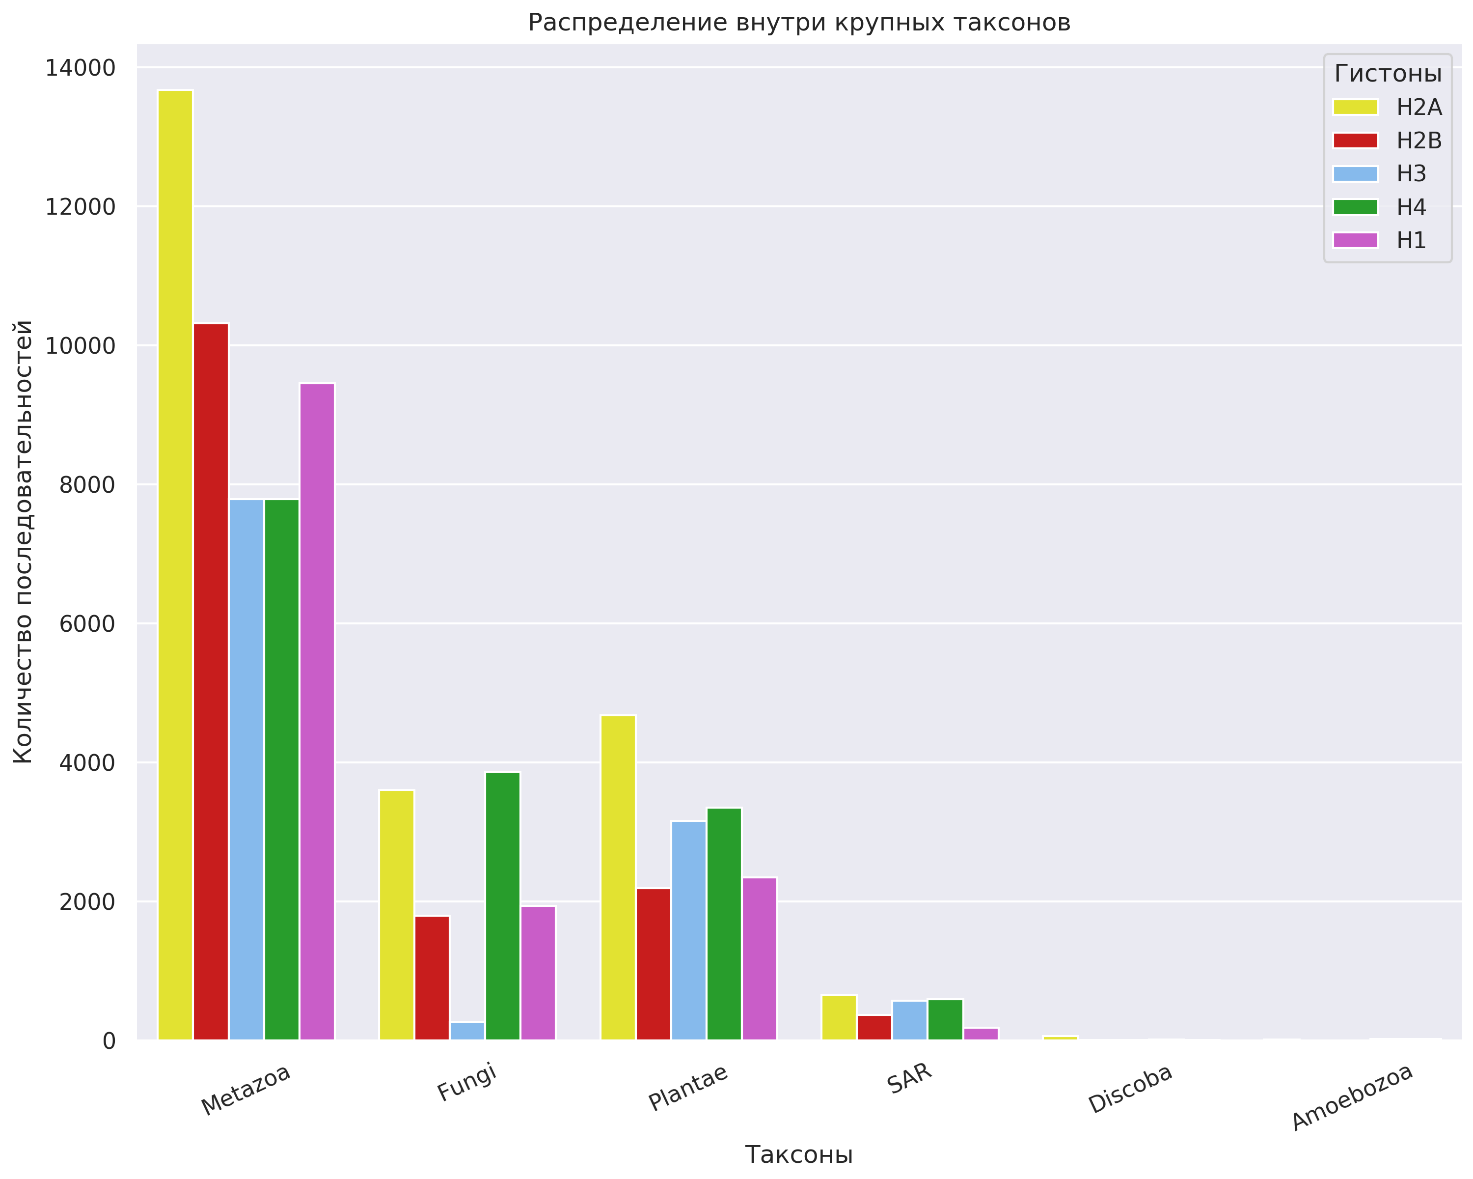 Распределение внутри крупных таксонов
Гистоны
H2A
H2B
H3
H4
H1
Количество последовательностей
14000
12000
10000
8000
6000
4000
2000
0
Metazoa
Fungi
Plantae
SAR
Discoba
Amoebozoa
Таксоны